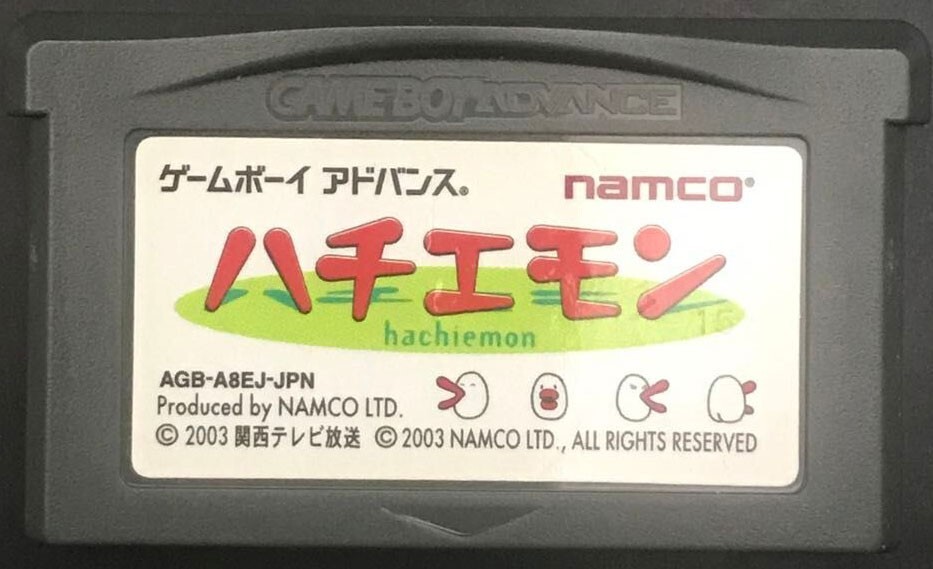 GAMEBOY ADVANCE
ゲームボーイ アドバンス® namco®
ハチエモン
hachiemon
16
AGB-A8EJ-JPN
Produced by NAMCO LTD.
© 2003 関西テレビ放送 © 2003 NAMCO LTD., ALL RIGHTS RESERVED